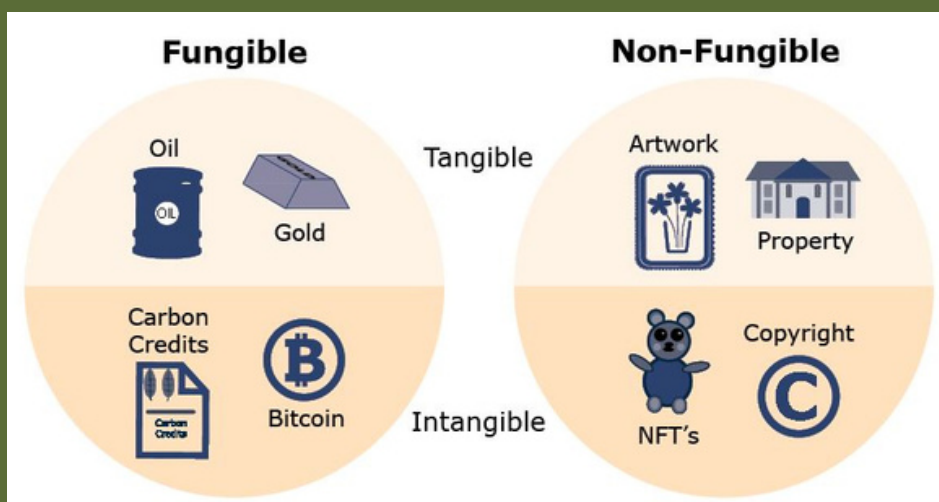 Fungible
Non-Fungible
Oil
OIL
Gold
Tangible
Artwork
Property
Carbon
Credits
Carbon
Credits
Bitcoin
Intangible
NFT's
Copyright
C